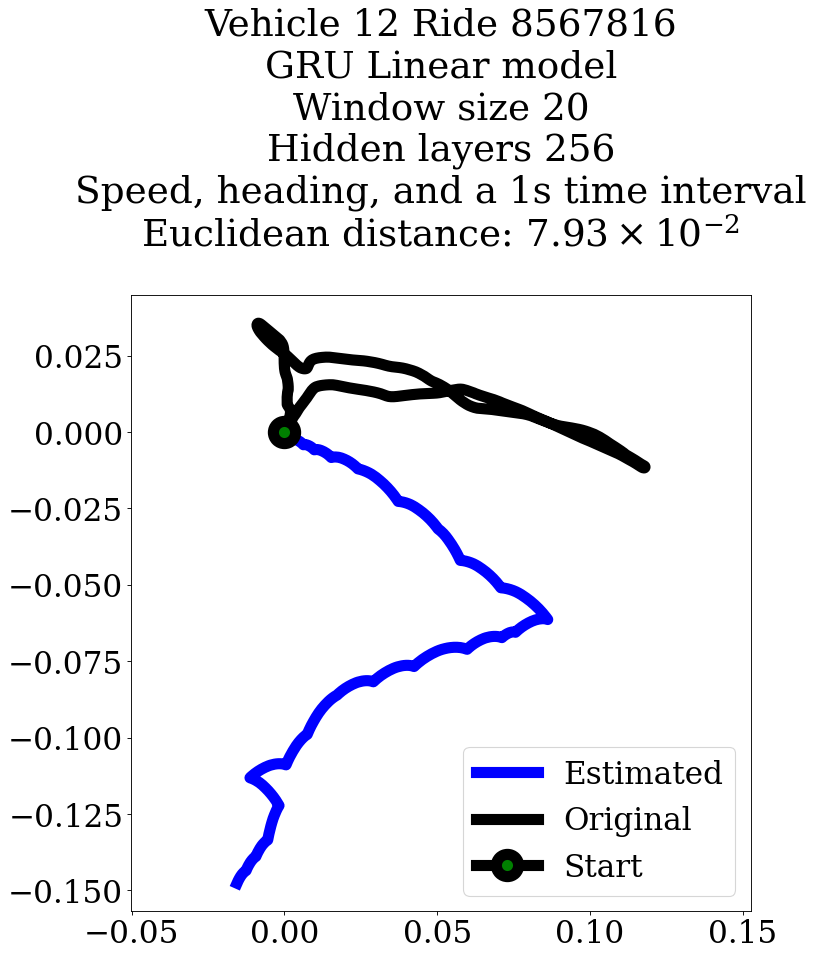 Vehicle 12 Ride 8567816
GRU Linear model
Window size 20
Hidden layers 256
Speed, heading, and a 1s time interval
Euclidean distance: 7.93 × 10⁻²
0.025
0.000
−0.025
−0.050
−0.075
−0.100
−0.125
−0.150
Estimated
Original
Start
−0.05
0.00
0.05
0.10
0.15